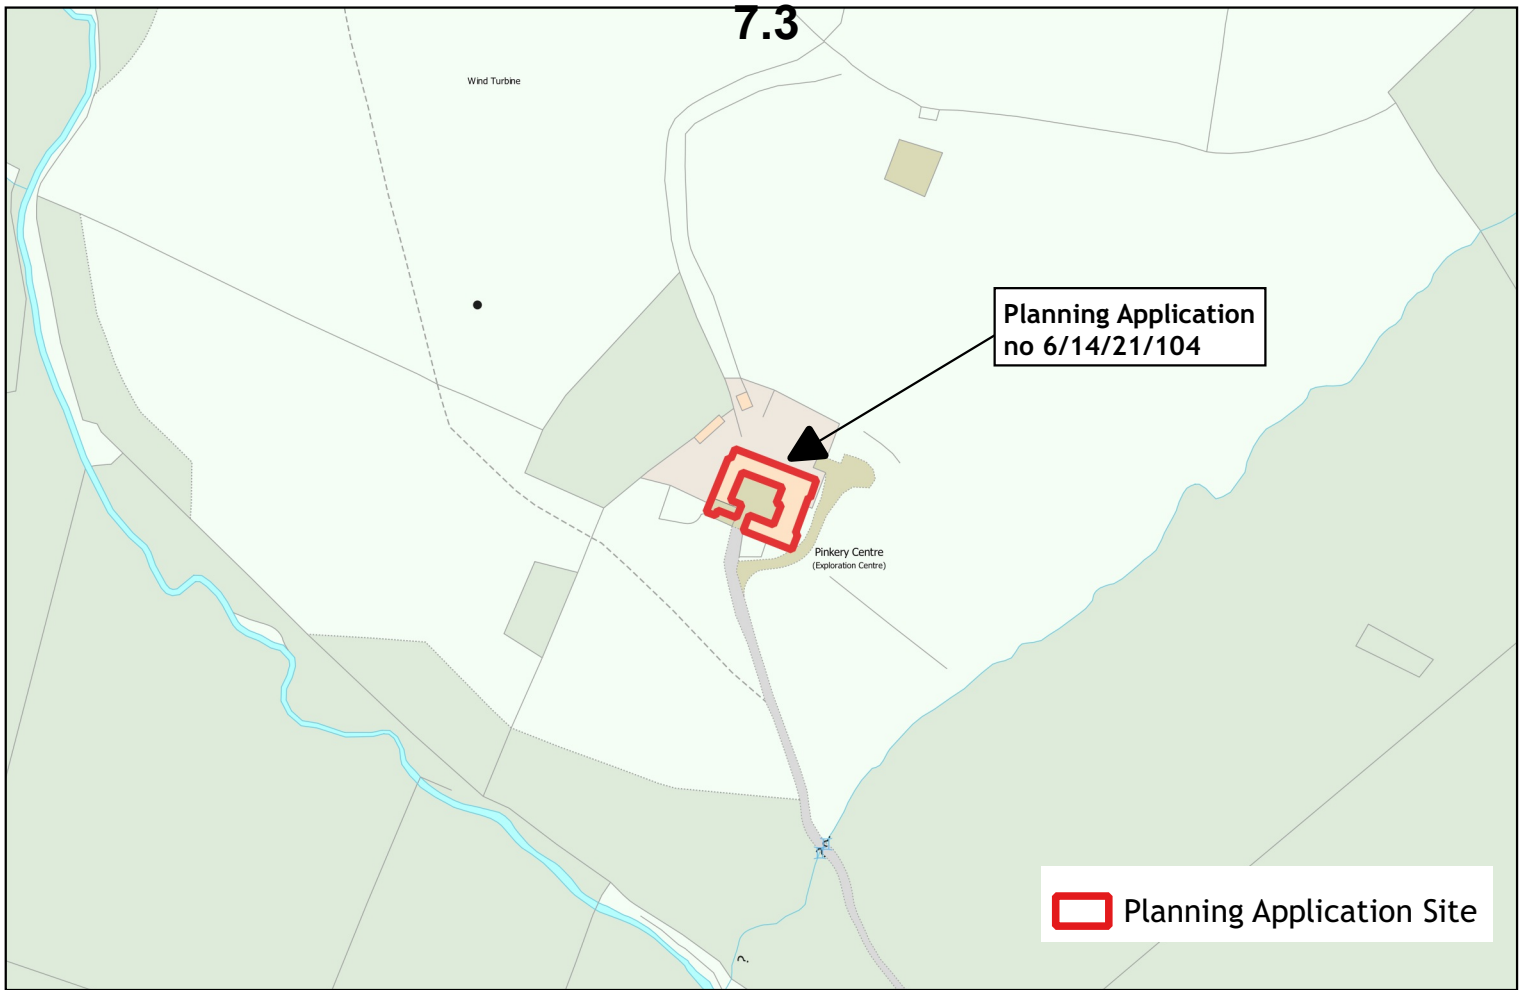 7.3
Wind Turbine
Planning Application
no 6/14/21/104
Pinkery Centre
(Exploration Centre)
Planning Application Site